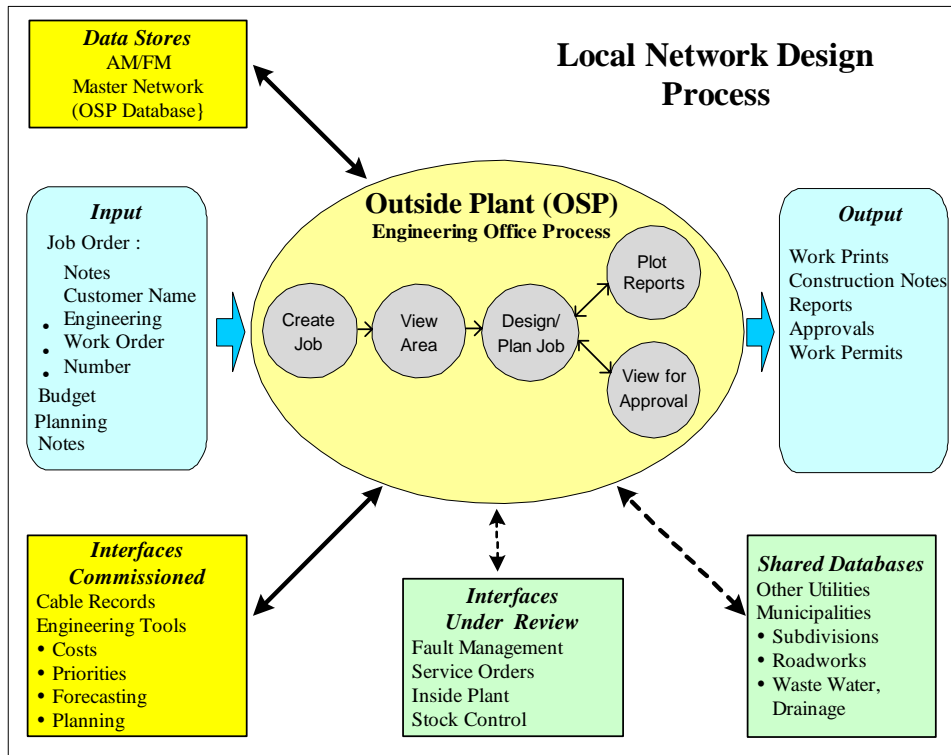 Data Stores
AM/FM
Master Network
(OSP Database}
Local Network Design
Process
Input
Job Order :
Notes
Customer Name
• Engineering
• Work Order
• Number
Budget
Planning
Notes
Outside Plant (OSP)
Engineering Office Process
Create
Job
View
Area
Design/
Plan Job
Plot
Reports
View for
Approval
Output
Work Prints
Construction Notes
Reports
Approvals
Work Permits
Interfaces
Commissioned
Cable Records
Engineering Tools
• Costs
• Priorities
• Forecasting
• Planning
Interfaces
Under Review
Fault Management
Service Orders
Inside Plant
Stock Control
Shared Databases
Other Utilities
Municipalities
• Subdivisions
• Roadworks
• Waste Water,
Drainage